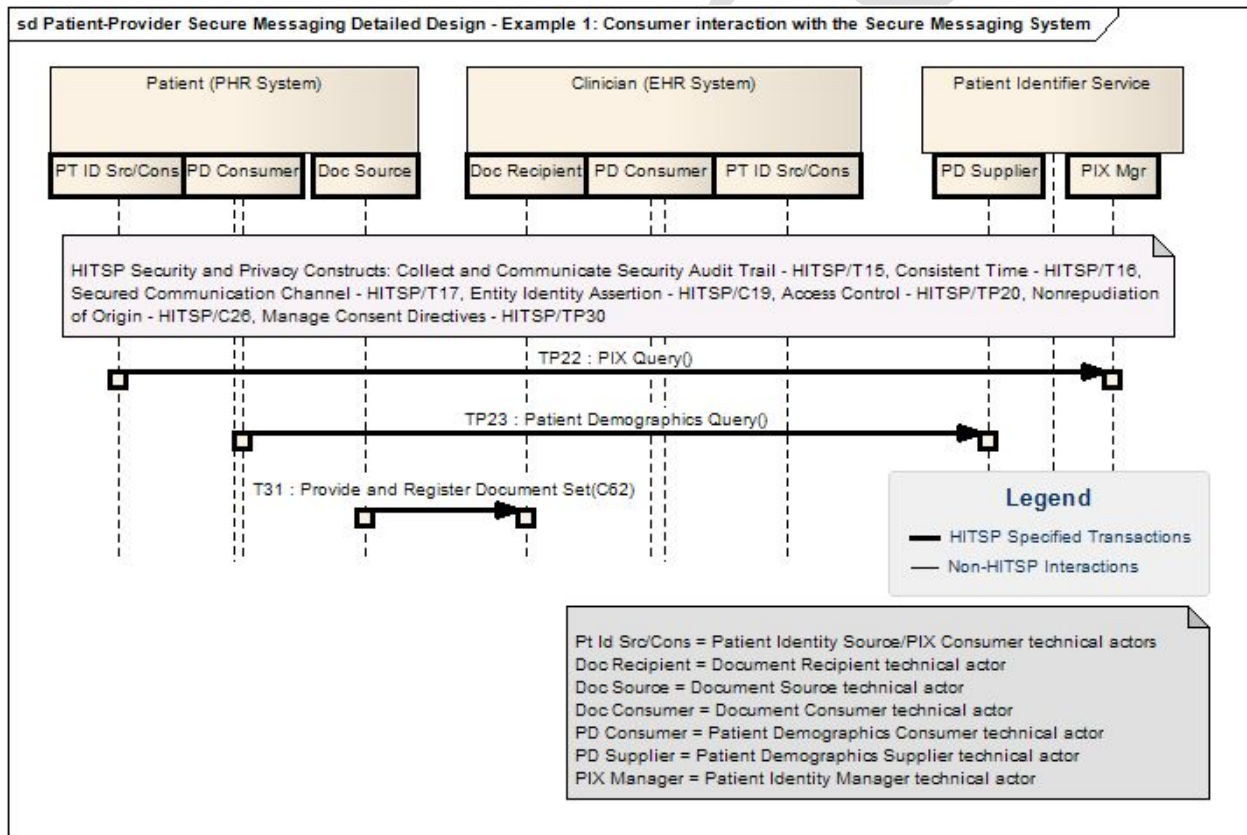 sd Patient-Provider Secure Messaging Detailed Design - Example 1: Consumer interaction with the Secure Messaging System
Patient (PHR System)
Clinician (EHR System)
Patient Identifier Service
PT ID Src/Cons
PD Consumer
Doc Source
Doc Recipient
PD Consumer
PT ID Src/Cons
PD Supplier
PIX Mgr
HITSP Security and Privacy Constructs: Collect and Communicate Security Audit Trail - HITSP/T15, Consistent Time - HITSP/T16,
Secured Communication Channel - HITSP/T17, Entity Identity Assertion - HITSP/C19, Access Control - HITSP/TP20, Nonrepudiation
of Origin - HITSP/C26, Manage Consent Directives - HITSP/TP30
TP22 : PIX Query()
TP23 : Patient Demographics Query()
T31 : Provide and Register Document Set(C62)
Legend
HITSP Specified Transactions
Non-HITSP Interactions
Pt Id Src/Cons = Patient Identity Source/PIX Consumer technical actors
Doc Recipient = Document Recipient technical actor
Doc Source = Document Source technical actor
Doc Consumer = Document Consumer technical actor
PD Consumer = Patient Demographics Consumer technical actor
PD Supplier = Patient Demographics Supplier technical actor
PIX Manager = Patient Identity Manager technical actor